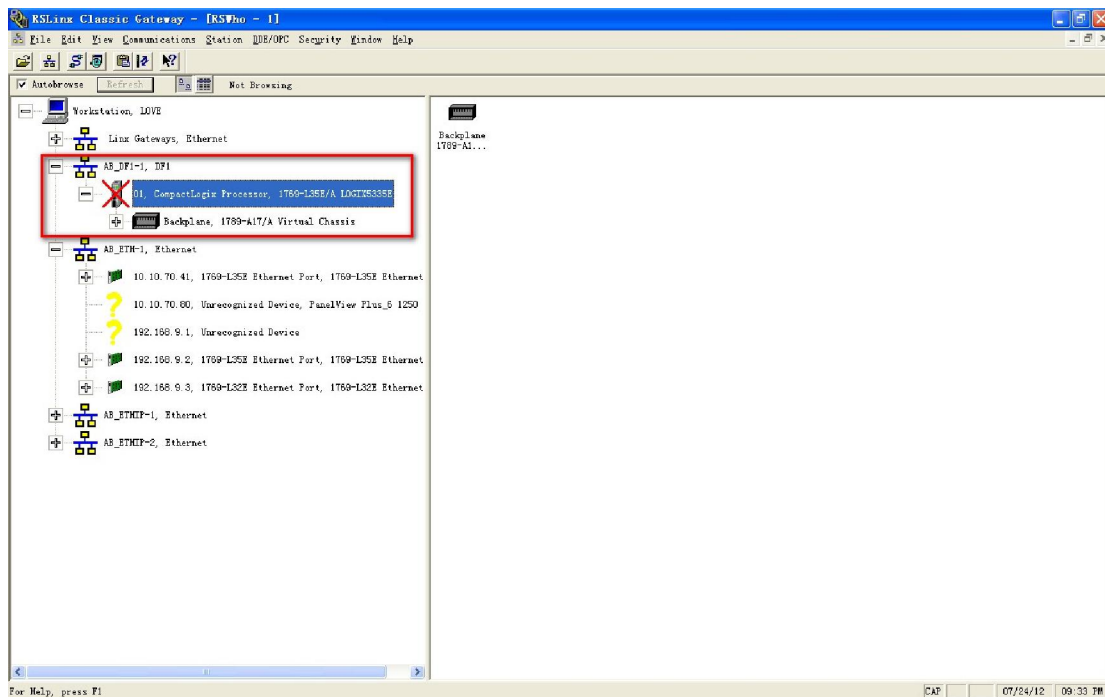 RSLinx Classic Gateway - [RSWho - 1]
File Edit View Communications Station DDE/OPC Security Window Help
Autobrowse Refresh Not Browsing
Workstation, LOVE
Linx Gateways, Ethernet
AB_DF1-1, DF1
01, CompactLogix Processor, 1769-L35E/A LOGIX5335E
Backplane, 1789-A17/A Virtual Chassis
AB_ETH-1, Ethernet
10.10.70.41, 1769-L35E Ethernet Port, 1769-L35E Ethernet
10.10.70.80, Unrecognized Device, PanelView Plus_6 1250
192.168.9.1, Unrecognized Device
192.168.9.2, 1769-L35E Ethernet Port, 1769-L35E Ethernet
192.168.9.3, 1769-L32E Ethernet Port, 1769-L32E Ethernet
AB_ETHIP-1, Ethernet
AB_ETHIP-2, Ethernet
Backplane
1789-A1...
For Help, press F1
CAP 07/24/12 09:33 PM